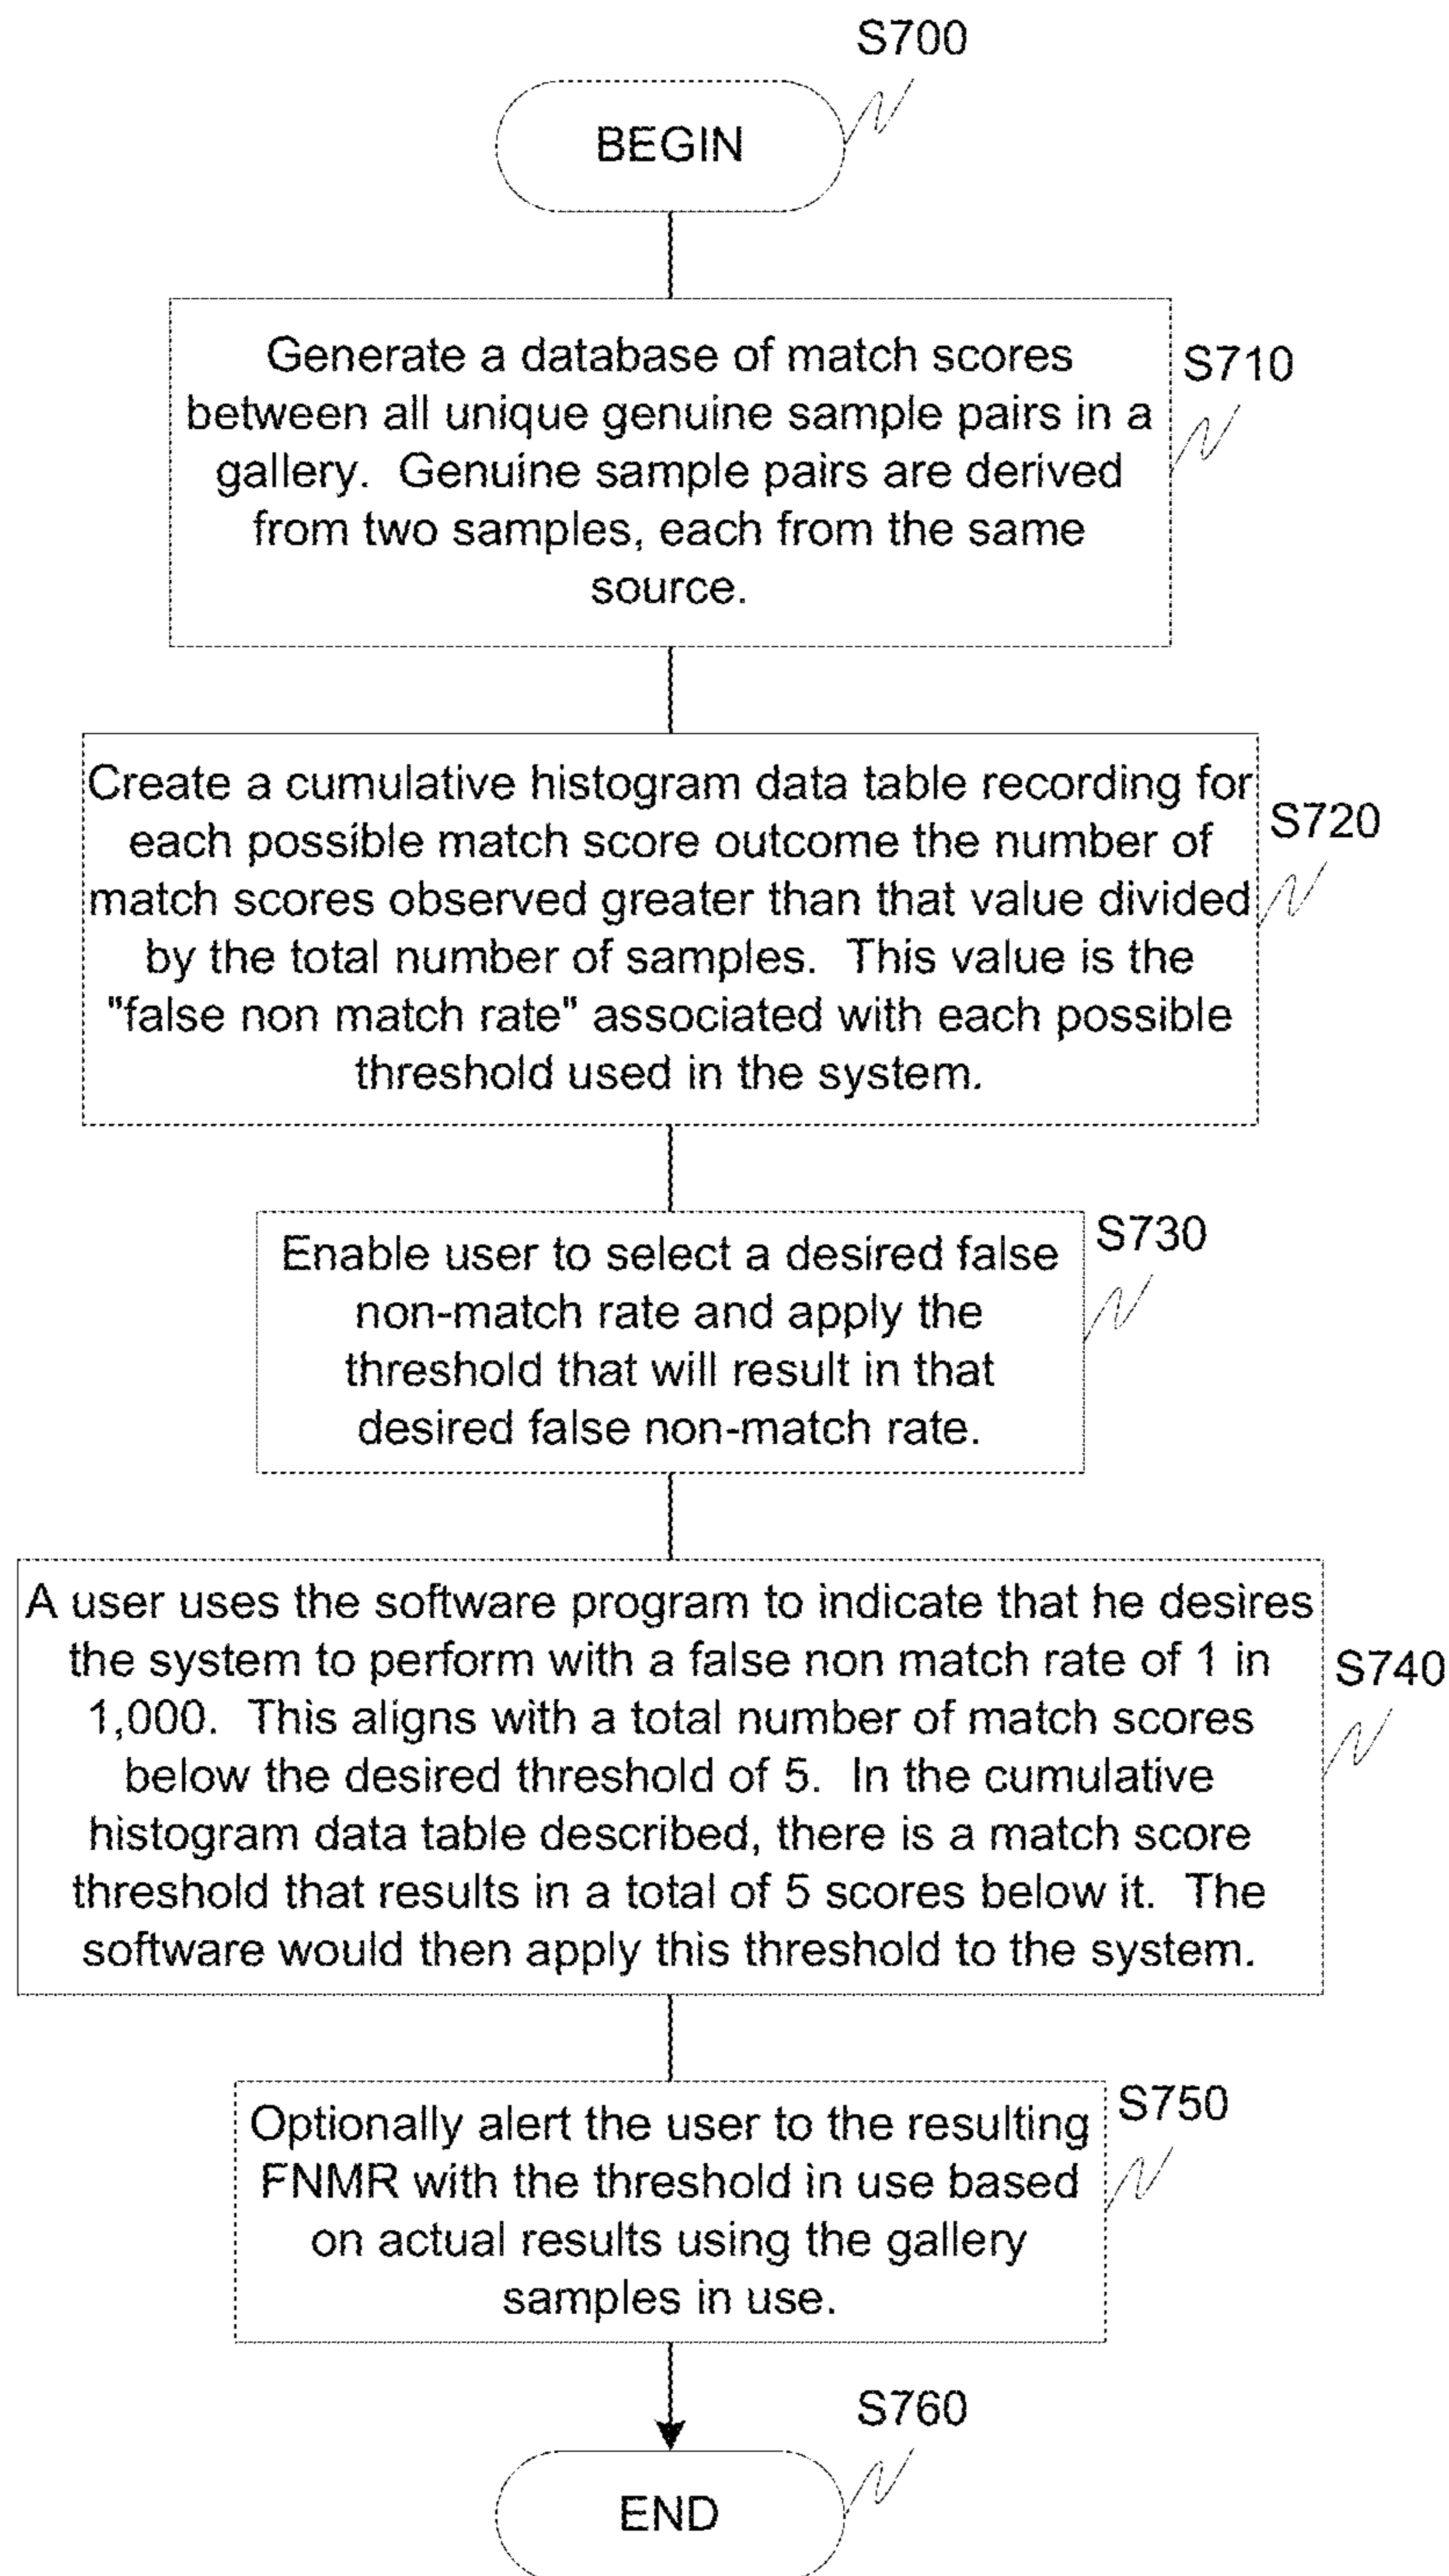 S700
BEGIN
Generate a database of match scores
between all unique genuine sample pairs in a
gallery.  Genuine sample pairs are derived
from two samples, each from the same
source.
S710
Create a cumulative histogram data table recording for
each possible match score outcome the number of
match scores observed greater than that value divided
by the total number of samples.  This value is the
"false non match rate" associated with each possible
threshold used in the system.
S720
Enable user to select a desired false
non-match rate and apply the
threshold that will result in that
desired false non-match rate.
S730
A user uses the software program to indicate that he desires
the system to perform with a false non match rate of 1 in
1,000.  This aligns with a total number of match scores
below the desired threshold of 5.  In the cumulative
histogram data table described, there is a match score
threshold that results in a total of 5 scores below it.  The
software would then apply this threshold to the system.
S740
Optionally alert the user to the resulting
FNMR with the threshold in use based
on actual results using the gallery
samples in use.
S750
S760
END